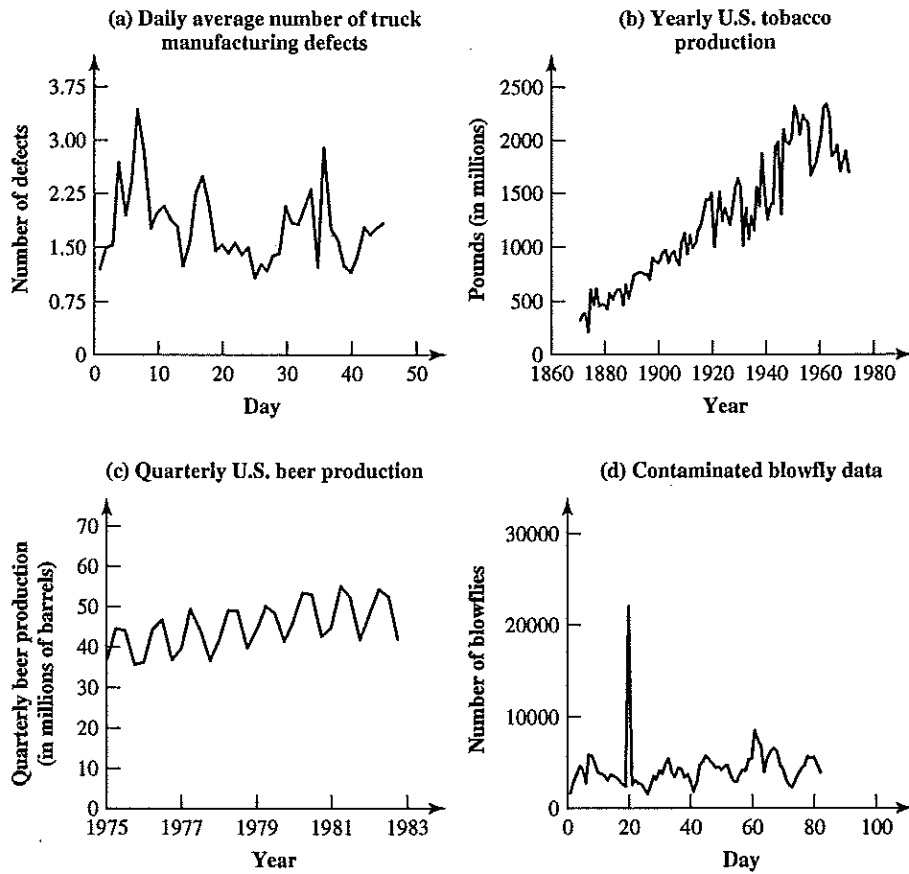 (a) Daily average number of truck
manufacturing defects
Number of defects
3.75
3.00
2.25
1.50
0.75
0
0 10 20 30 40 50
Day
(b) Yearly U.S. tobacco
production
Pounds (in millions)
2500
2000
1500
1000
500
0
1860 1880 1900 1920 1940 1960 1980
Year
(c) Quarterly U.S. beer production
Quarterly beer production
(in millions of barrels)
70
60
50
40
30
20
10
0
1975 1977 1979 1981 1983
Year
(d) Contaminated blowfly data
Number of blowflies
30000
20000
10000
0
0 20 40 60 80 100
Day